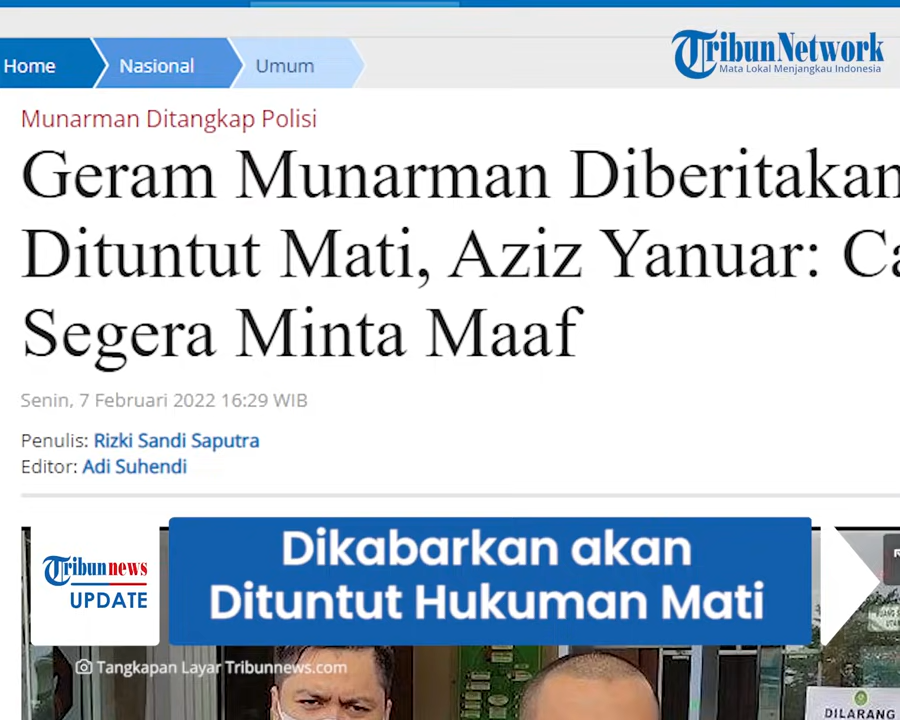 Home
Nasional
Umum
TribunNetwork
Mata Lokal Menjangkau Indonesia
Munarman Ditangkap Polisi
Geram Munarman Diberitakan
Dituntut Mati, Aziz Yanuar:
Segera Minta Maaf
Senin, 7 Februari 2022 16:29 WIB
Penulis: Rizki Sandi Saputra
Editor: Adi Suhendi
Tribunnews
UPDATE
Dikabarkan akan
Dituntut Hukuman Mati
Tangkapan Layar Tribunnews.com
DILARANG